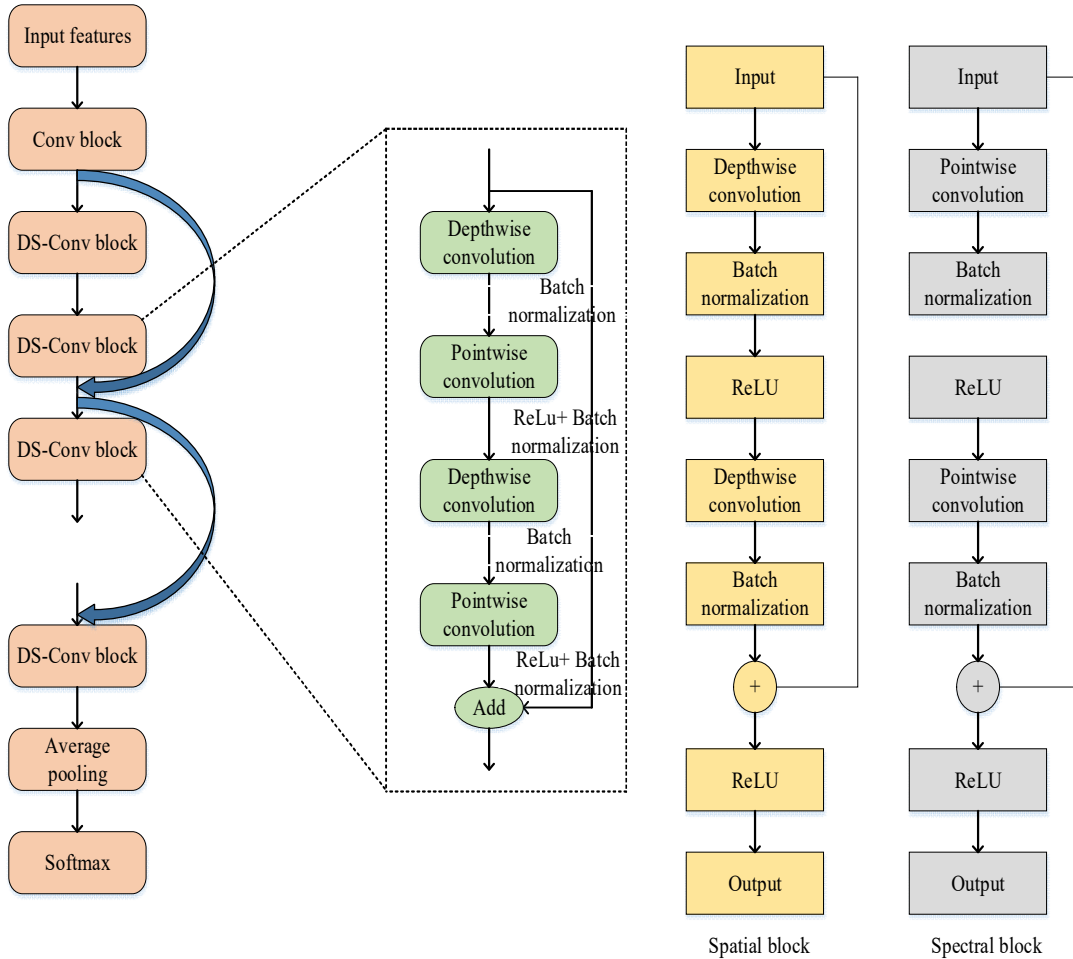 Input features
Conv block
DS-Conv block
DS-Conv block
DS-Conv block
DS-Conv block
Average
pooling
Softmax
Depthwise
convolution
Batch
normalization
Pointwise
convolution
ReLu+ Batch
normalization
Depthwise
convolution
Batch
normalization
Pointwise
convolution
ReLu+ Batch
normalization
Add
Input
Depthwise
convolution
Batch
normalization
ReLU
Depthwise
convolution
Batch
normalization
+
ReLU
Output
Spatial block
Input
Pointwise
convolution
Batch
normalization
ReLU
Pointwise
convolution
Batch
normalization
+
ReLU
Output
Spectral block